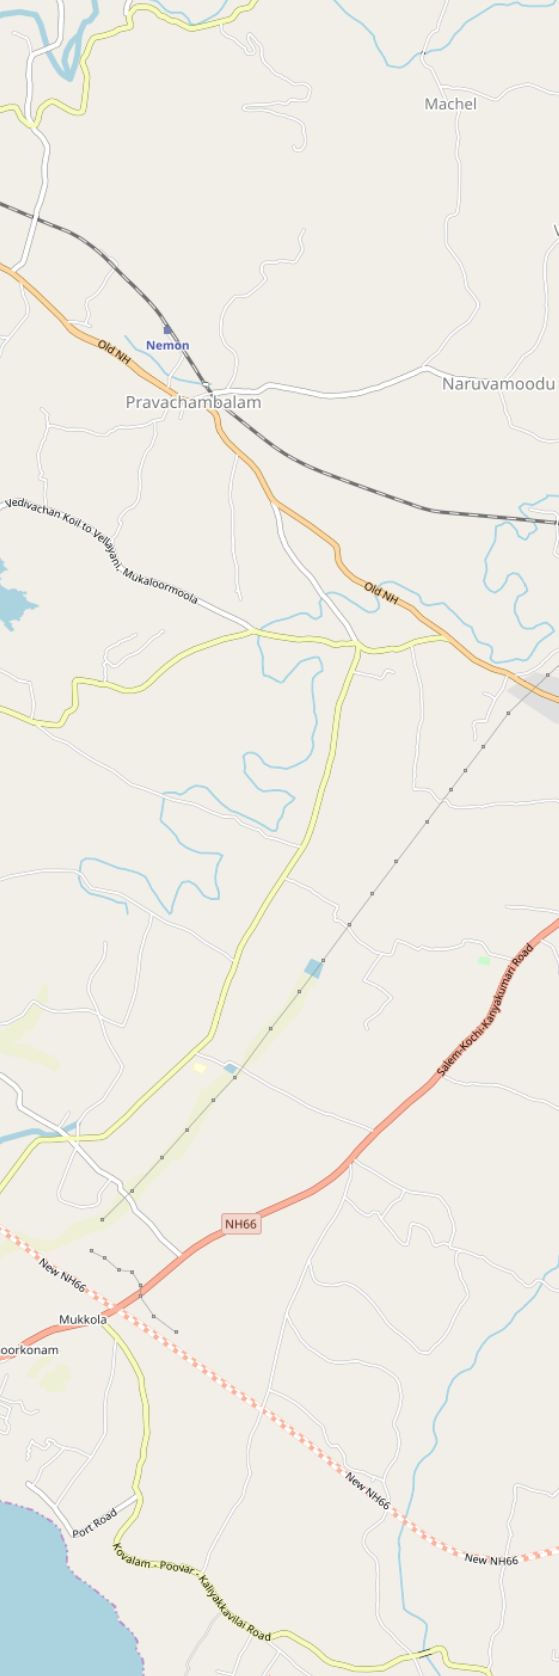 Machel
Old NH
Nemon
Naruvamoodu
Pravachambalam
Vedivachan Koil to Vellayani, Mukaloormoola
Old NH
Salem-Kochi-Kanyakumari Road
NH66
New NH66
Mukkola
oorkonam
New NH66
Port Road
New NH66
Kovalam - Poovar - Kaliyakkavilai Road